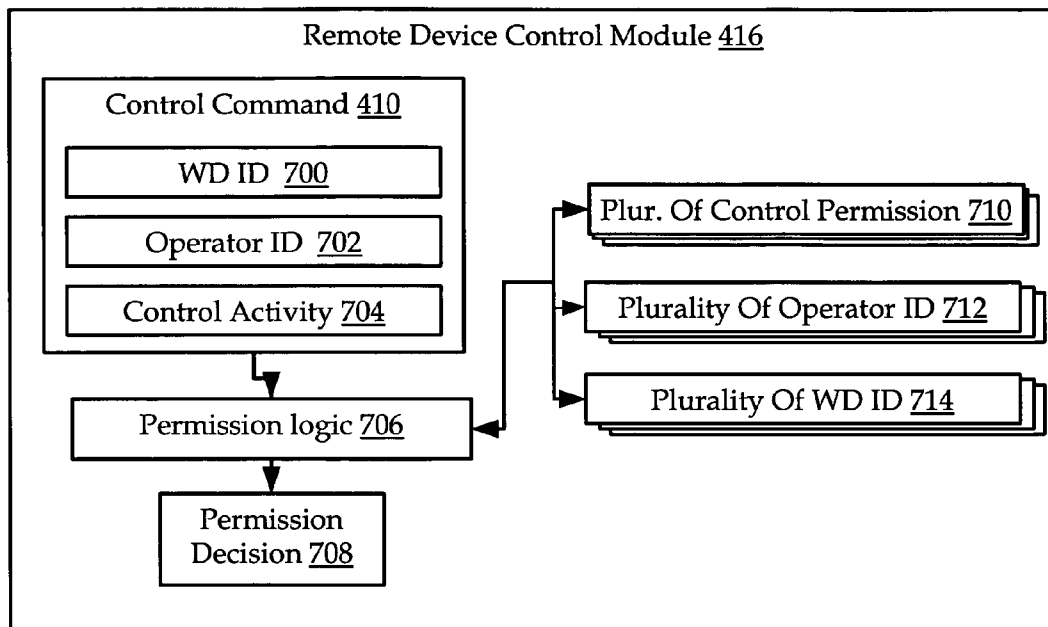 Remote Device Control Module 416
Control Command 410
WD ID 700
Operator ID 702
Control Activity 704
Permission logic 706
Permission
Decision 708
Plur. Of Control Permission 710
Plurality Of Operator ID 712
Plurality Of WD ID 714